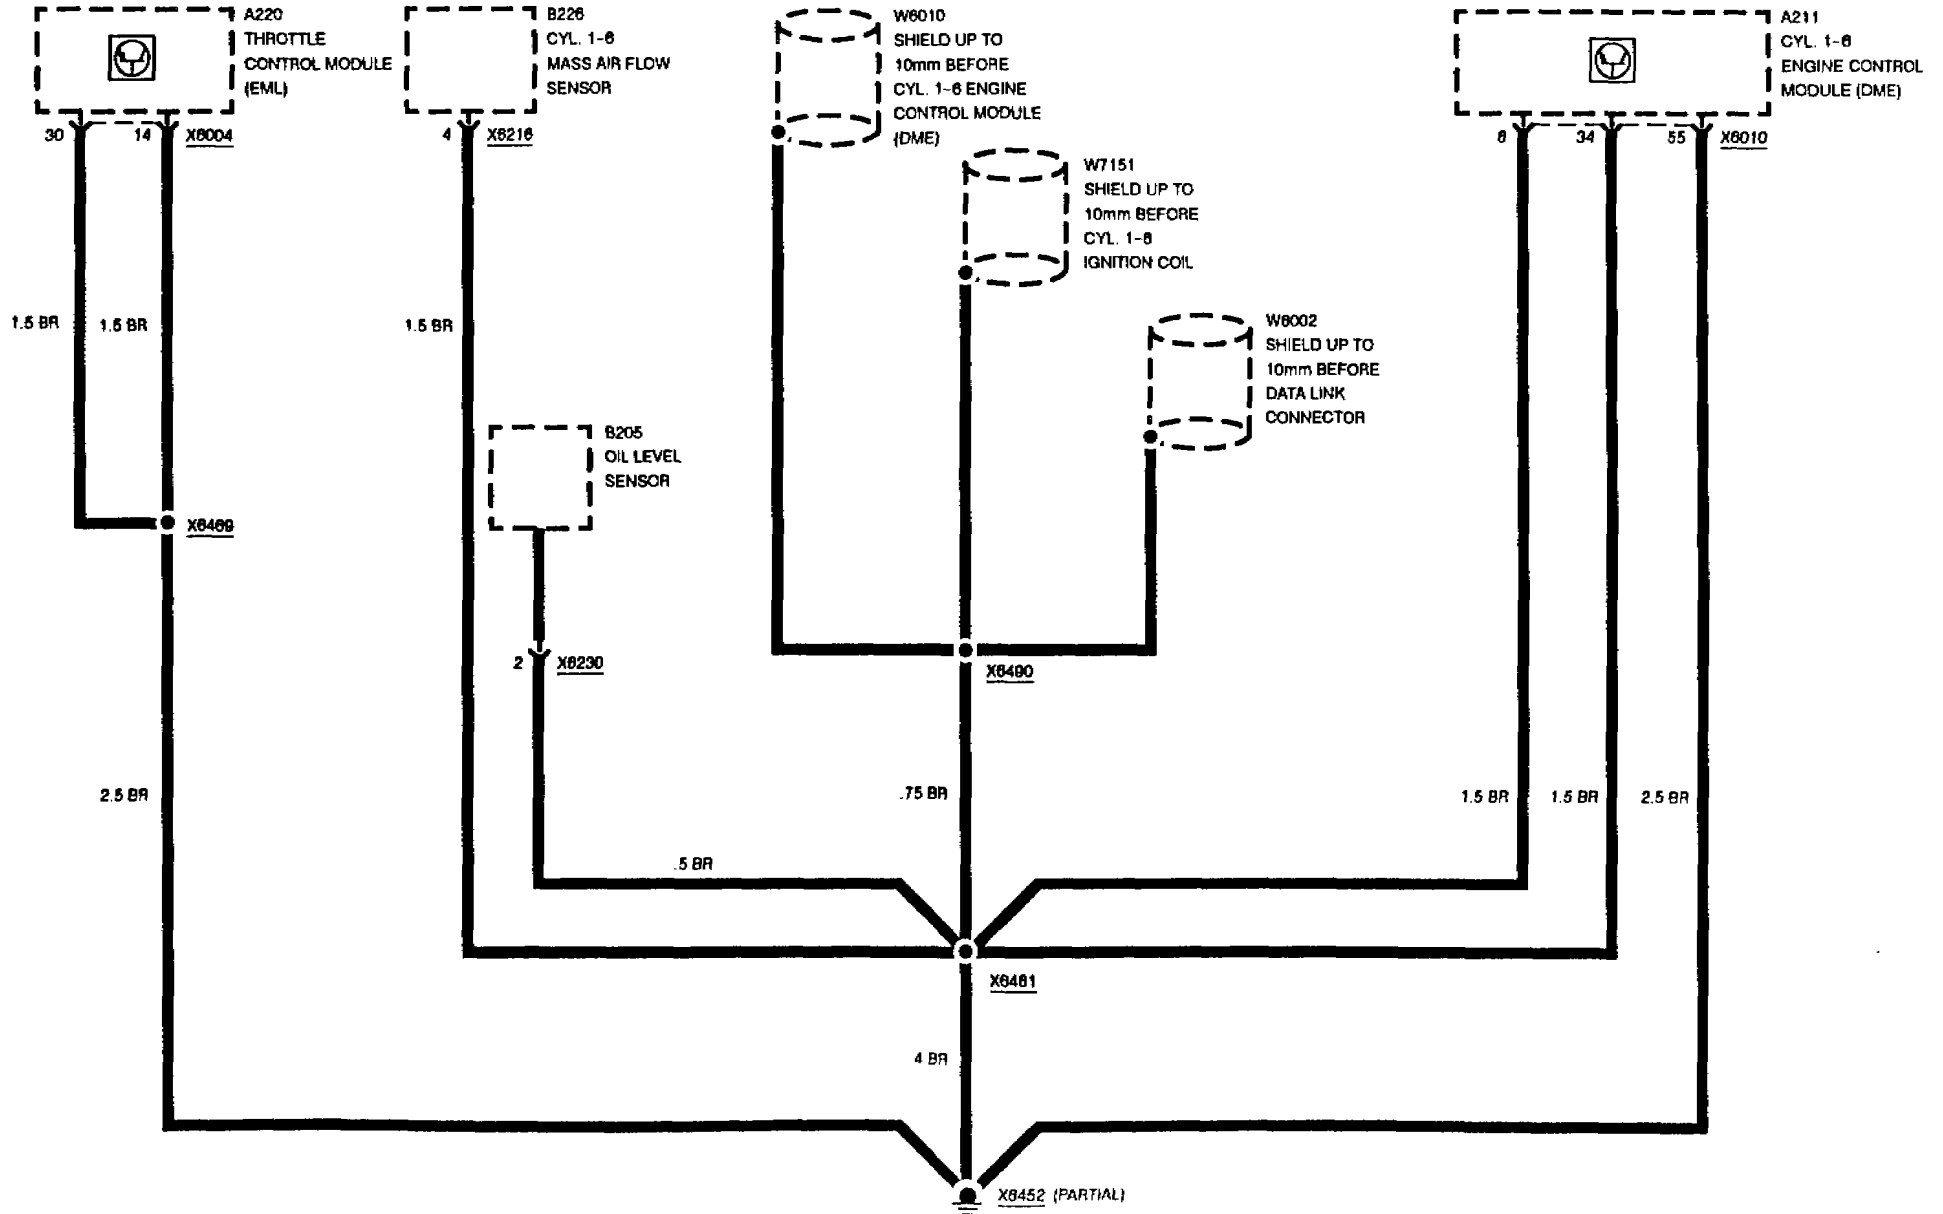 A220
THROTTLE
CONTROL MODULE
(EML)
B226
CYL. 1-6
MASS AIR FLOW
SENSOR
W6010
SHIELD UP TO
10mm BEFORE
CYL. 1-6 ENGINE
CONTROL MODULE
(DME)
A211
CYL. 1-6
ENGINE CONTROL
MODULE (DME)
30
14
X6004
4
X6216
8
34
55
X6010
W7151
SHIELD UP TO
10mm BEFORE
CYL. 1-6
IGNITION COIL
1.5 BR
1.5 BR
1.5 BR
W6002
SHIELD UP TO
10mm BEFORE
DATA LINK
CONNECTOR
B205
OIL LEVEL
SENSOR
X6469
2
X6230
X6490
2.5 BR
.75 BR
1.5 BR
1.5 BR
2.5 BR
.5 BR
X6461
4 BR
X6452 (PARTIAL)